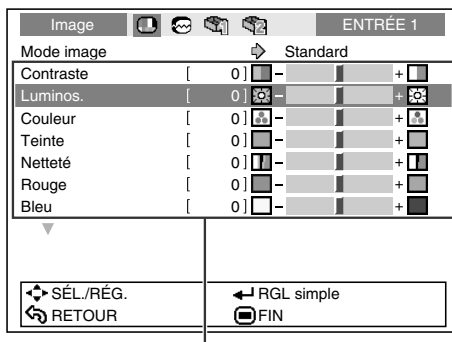 Image ENTRÉE 1
Mode image Standard
Contraste [ 0 ] - +
Luminos. [ 0 ] - +
Couleur [ 0 ] - +
Teinte [ 0 ] - +
Netteté [ 0 ] - +
Rouge [ 0 ] - +
Bleu [ 0 ] - +
SÉL./RÉG. RGL simple
RETOUR FIN